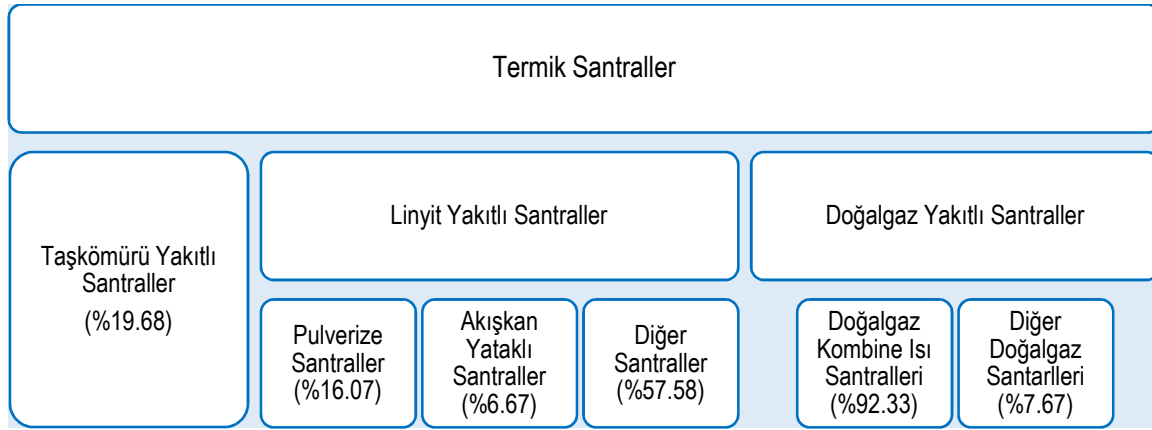 Termik Santraller
Taşkömürü Yakıtlı
Santraller
(%19.68)
Linyit Yakıtlı Santraller
Pulverize
Santraller
(%16.07)
Akışkan
Yataklı
Santraller
(%6.67)
Diğer
Santraller
(%57.58)
Doğalgaz Yakıtlı Santraller
Doğalgaz
Kombine Isı
Santralleri
(%92.33)
Diğer
Doğalgaz
Santarlleri
(%7.67)